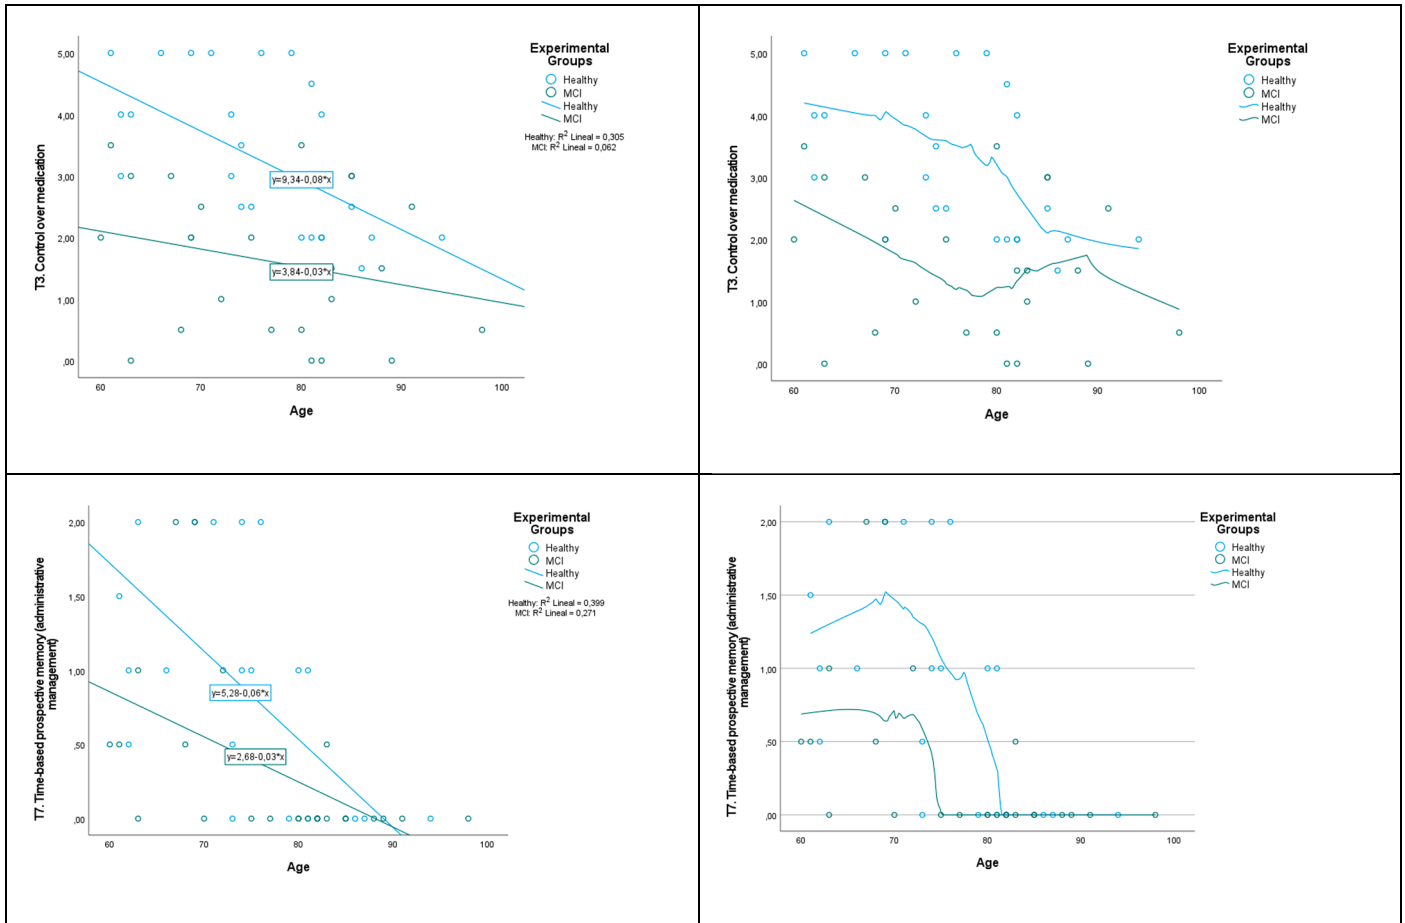 T3. Control over medication
5,00
4,00
3,00
2,00
1,00
,00
60 70 80 90 100
Age
y=9,34-0,08*x
y=3,84-0,03*x
Experimental
Groups
Healthy
MCI
Healthy
MCI
Healthy: R2 Lineal = 0,305
MCI: R2 Lineal = 0,062
T3. Control over medication
5,00
4,00
3,00
2,00
1,00
,00
60 70 80 90 100
Age
Experimental
Groups
Healthy
MCI
Healthy
MCI
T7. Time-based prospective memory (administrative
management)
2,00
1,50
1,00
,50
,00
60 70 80 90 100
Age
y=5,28-0,06*x
y=2,68-0,03*x
Experimental
Groups
Healthy
MCI
Healthy
MCI
Healthy: R2 Lineal = 0,399
MCI: R2 Lineal = 0,271
T7. Time-based prospective memory (administrative
management)
2,00
1,50
1,00
,50
,00
60 70 80 90 100
Age
Experimental
Groups
Healthy
MCI
Healthy
MCI